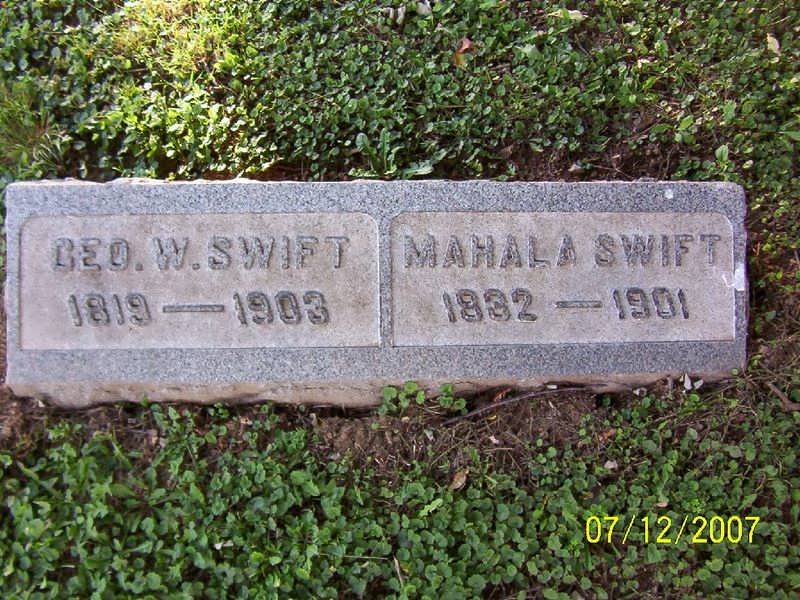 GEO. W. SWIFT
1819 — 1903
MAHALA SWIFT
1832 — 1901
07/12/2007